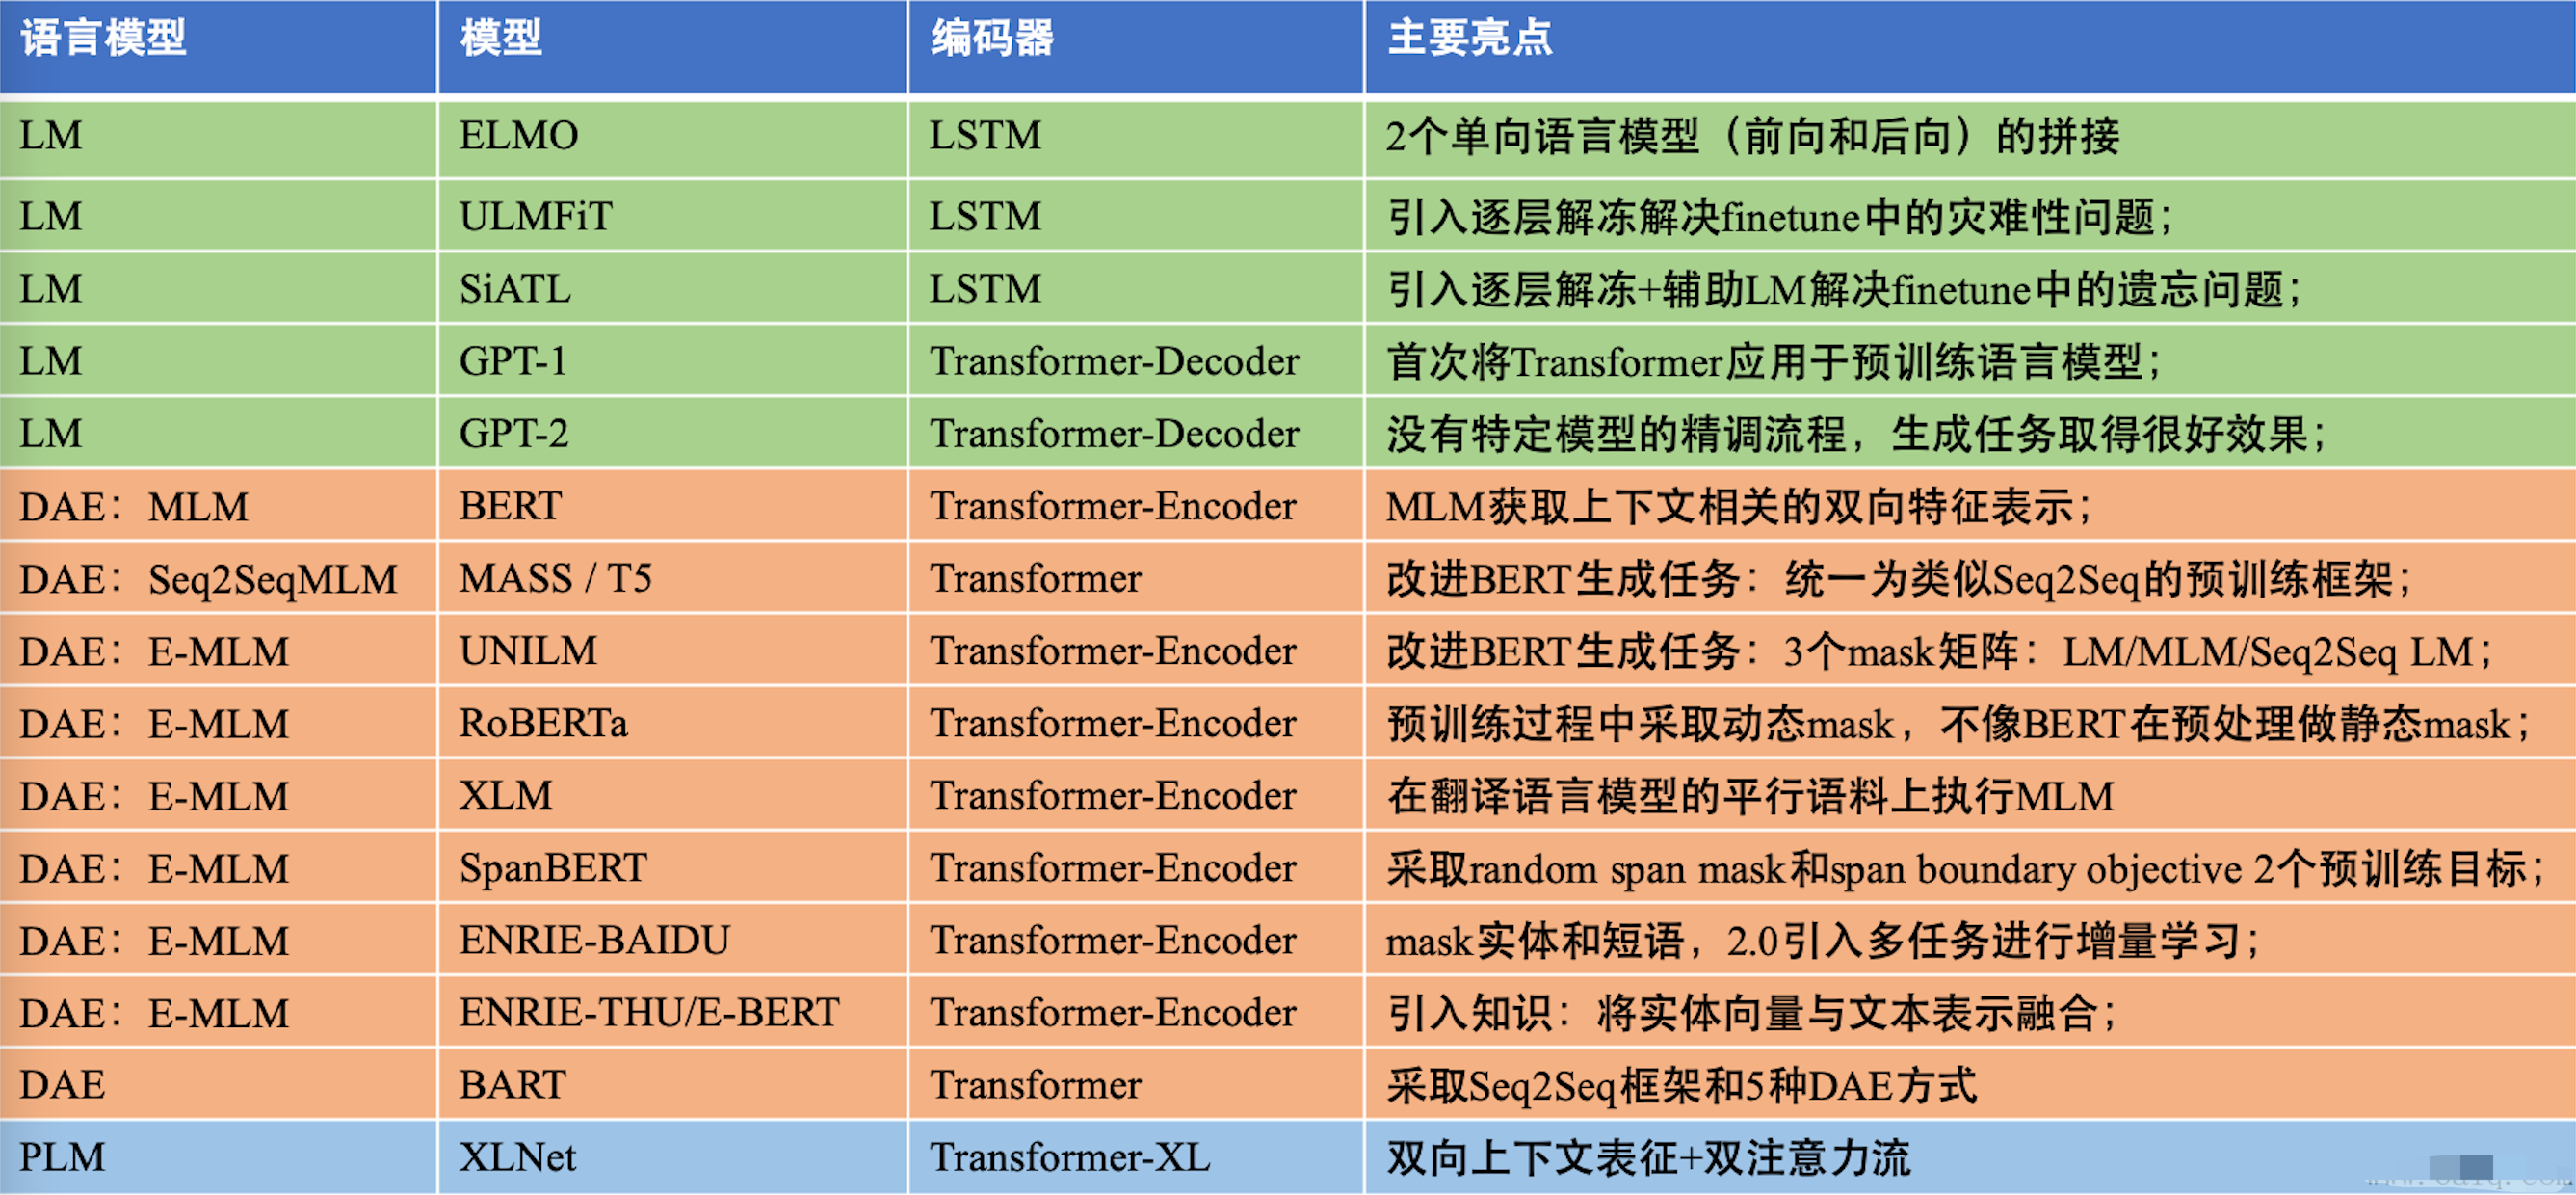 语言模型 模型 编码器 主要亮点
LM ELMO LSTM 2个单向语言模型（前向和后向）的拼接
LM ULMFiT LSTM 引入逐层解冻解决finetune中的灾难性问题；
LM SiATL LSTM 引入逐层解冻+辅助LM解决finetune中的遗忘问题；
LM GPT-1 Transformer-Decoder 首次将Transformer应用于预训练语言模型；
LM GPT-2 Transformer-Decoder 没有特定模型的精调流程，生成任务取得很好效果；
DAE：MLM BERT Transformer-Encoder MLM获取上下文相关的双向特征表示；
DAE：Seq2SeqMLM MASS / T5 Transformer 改进BERT生成任务：统一为类似Seq2Seq的预训练框架；
DAE：E-MLM UNILM Transformer-Encoder 改进BERT生成任务：3个mask矩阵：LM/MLM/Seq2Seq LM；
DAE：E-MLM RoBERTa Transformer-Encoder 预训练过程中采取动态mask，不像BERT在预处理做静态mask；
DAE：E-MLM XLM Transformer-Encoder 在翻译语言模型的平行语料上执行MLM
DAE：E-MLM SpanBERT Transformer-Encoder 采取random span mask和span boundary objective 2个预训练目标；
DAE：E-MLM ENRIE-BAIDU Transformer-Encoder mask实体和短语，2.0引入多任务进行增量学习；
DAE：E-MLM ENRIE-THU/E-BERT Transformer-Encoder 引入知识：将实体向量与文本表示融合；
DAE BART Transformer 采取Seq2Seq框架和5种DAE方式
PLM XLNet Transformer-XL 双向上下文表征+双注意力流